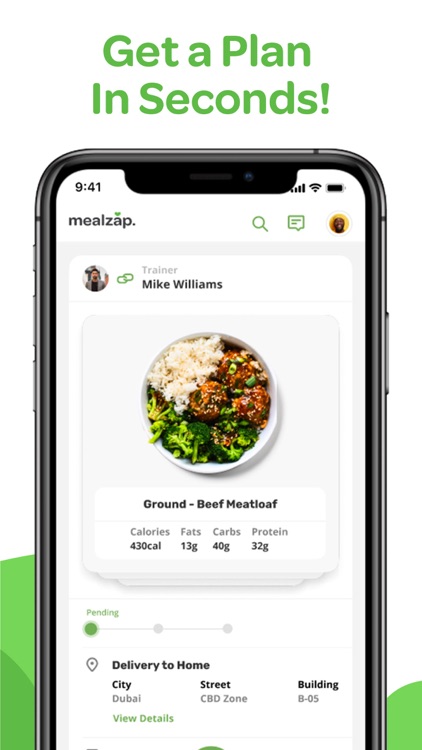 Get a Plan
In Seconds!
9:41
mealzap.
Trainer
Mike Williams
Ground - Beef Meatloaf
Calories Fats Carbs Protein
430cal 13g 40g 32g
Pending
Delivery to Home
City Street Building
Dubai CBD Zone B-05
View Details